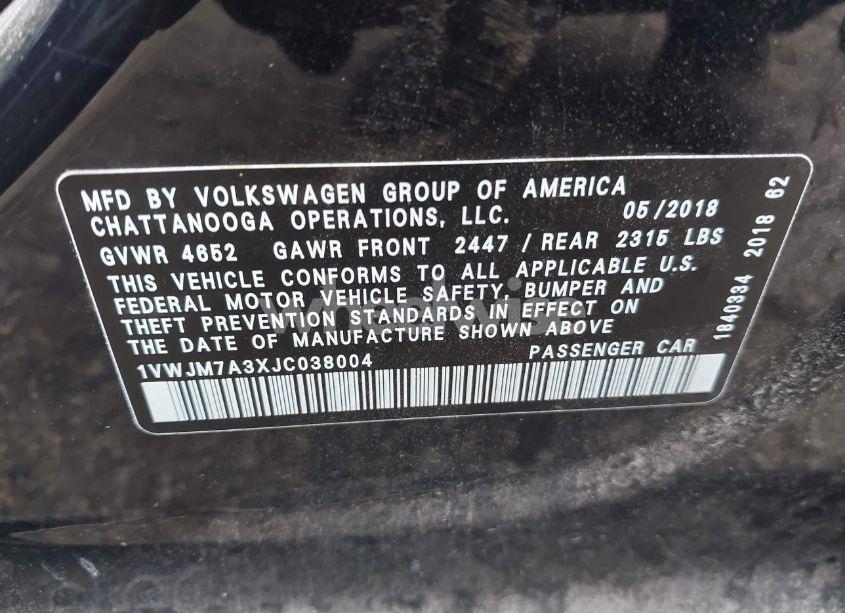 MFD BY VOLKSWAGEN GROUP OF AMERICA
CHATTANOOGA OPERATIONS, LLC. 05/2018
GVWR 4652 GAWR FRONT 2447 / REAR 2315 LBS
THIS VEHICLE CONFORMS TO ALL APPLICABLE U.S.
FEDERAL MOTOR VEHICLE SAFETY, BUMPER AND
THEFT PREVENTION STANDARDS IN EFFECT ON
THE DATE OF MANUFACTURE SHOWN ABOVE
1VWJM7A3XJC038004 PASSENGER CAR
1840334 2018 62